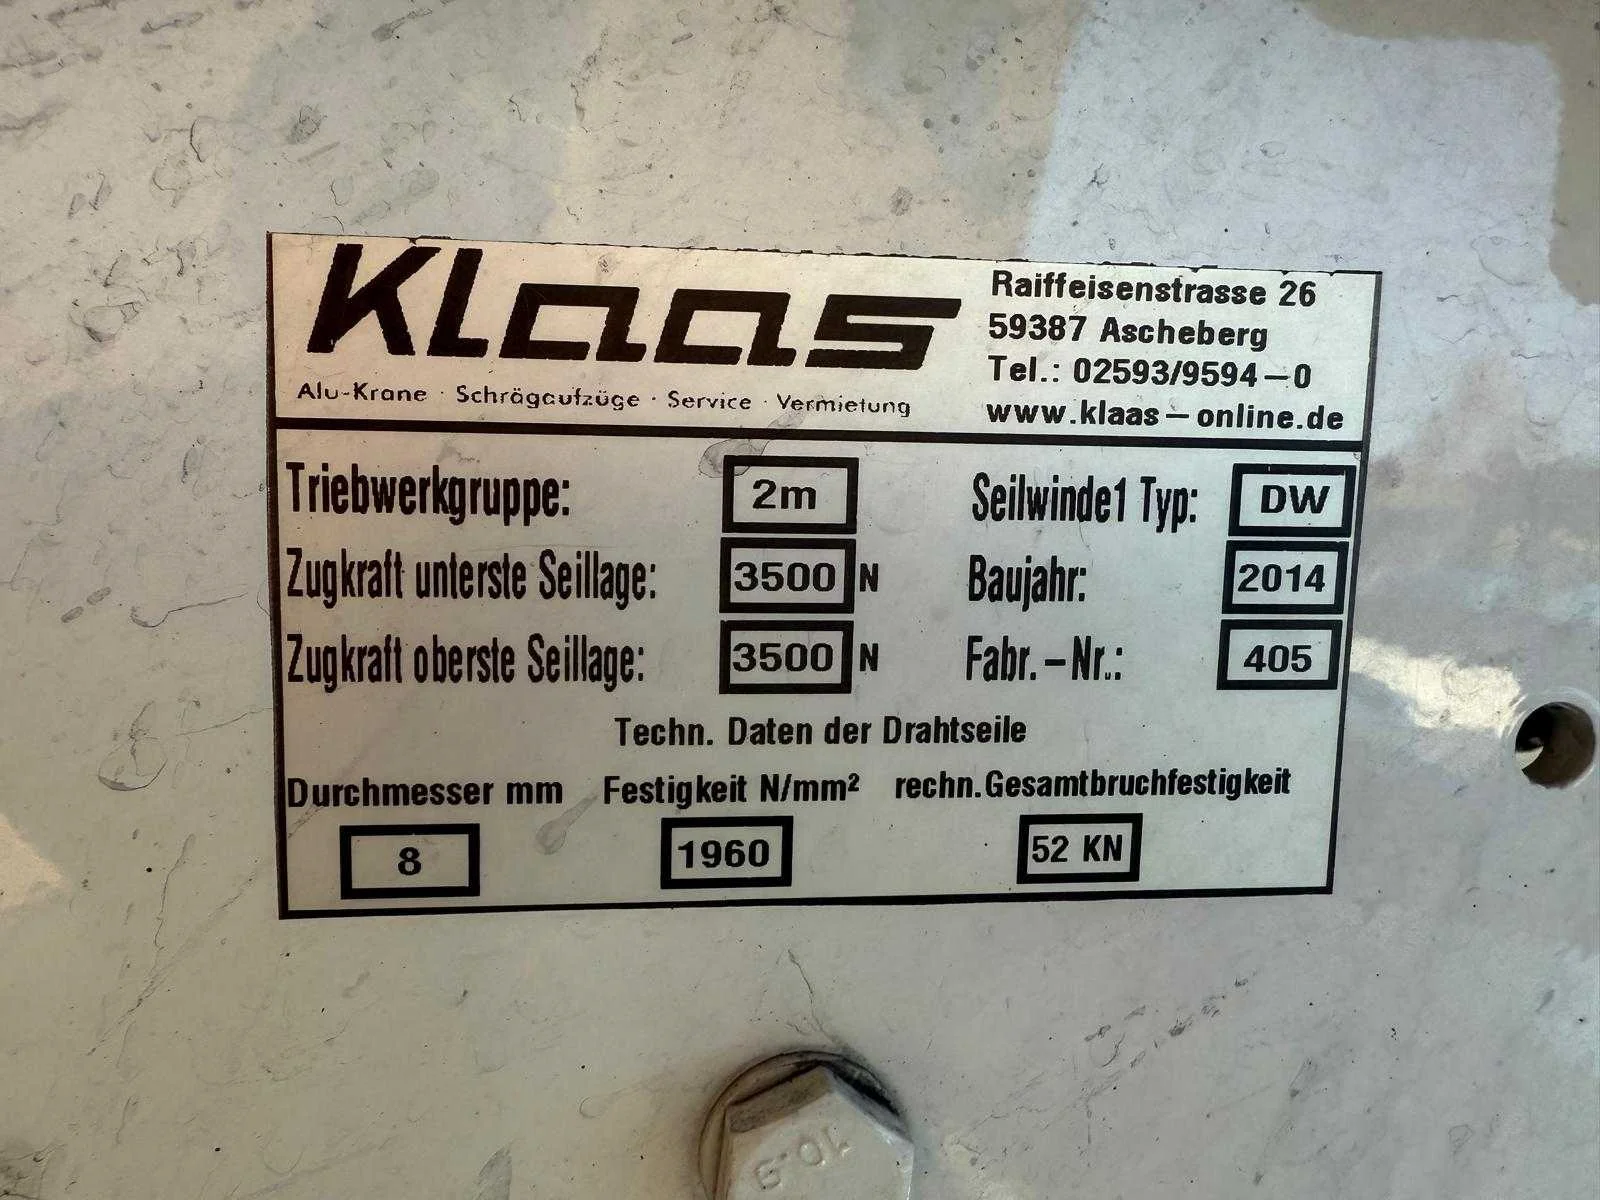 Klaas
Alu-Krane · Schrägaufzüge · Service · Vermietung
Raiffeisenstrasse 26
59387 Ascheberg
Tel.: 02593/9594-0
www.klaas-online.de
Triebwerkgruppe: 2m
Zugkraft unterste Seillage: 3500 N
Zugkraft oberste Seillage: 3500 N
Seilwinde1 Typ: DW
Baujahr: 2014
Fabr.-Nr.: 405
Techn. Daten der Drahtseile
Durchmesser mm Festigkeit N/mm² rechn.Gesamtbruchfestigkeit
8 1960 52 KN